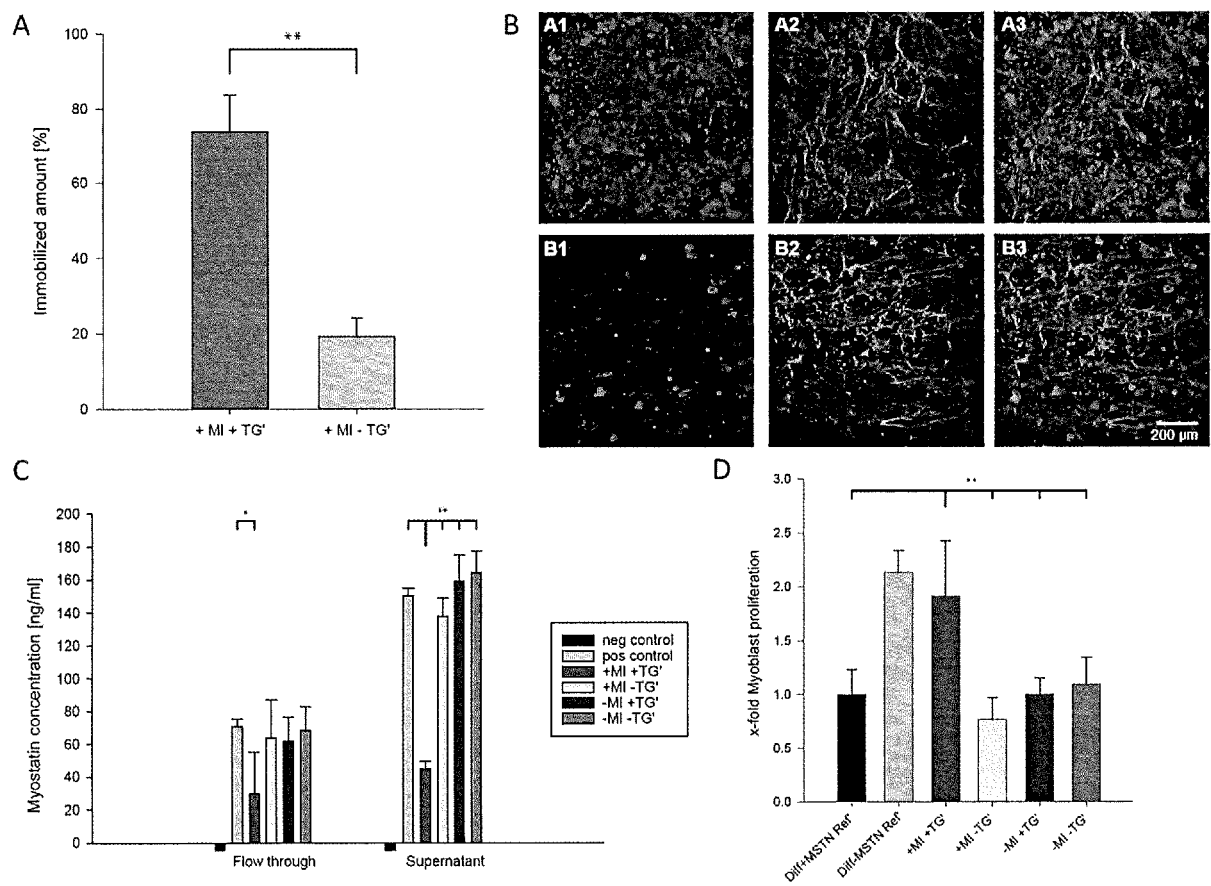 A
Immobilized amount [%]
100
80
60
40
20
0
**
+ MI + TG'
+ MI - TG'
B
A1
A2
A3
B1
B2
B3
200 µm
C
Myostatin concentration [ng/ml]
200
180
160
140
120
100
80
60
40
20
0
*
**
Flow through
Supernatant
neg control
pos control
+MI +TG'
+MI -TG'
-MI +TG'
-MI -TG'
D
x-fold Myoblast proliferation
3.0
2.5
2.0
1.5
1.0
0.5
0.0
**
Diff+MSTN Ref'
Diff-MSTN Ref'
+MI +TG'
+MI -TG'
-MI +TG'
-MI -TG'